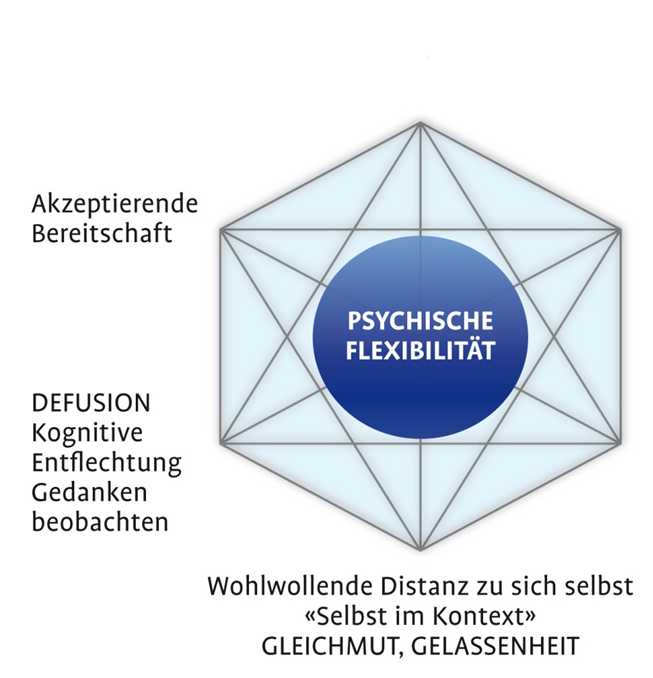 Akzeptierende
Bereitschaft
PSYCHISCHE
FLEXIBILITÄT
DEFUSION
Kognitive
Entflechtung
Gedanken
beobachten
Wohlwollende Distanz zu sich selbst
«Selbst im Kontext»
GLEICHMUT, GELASSENHEIT